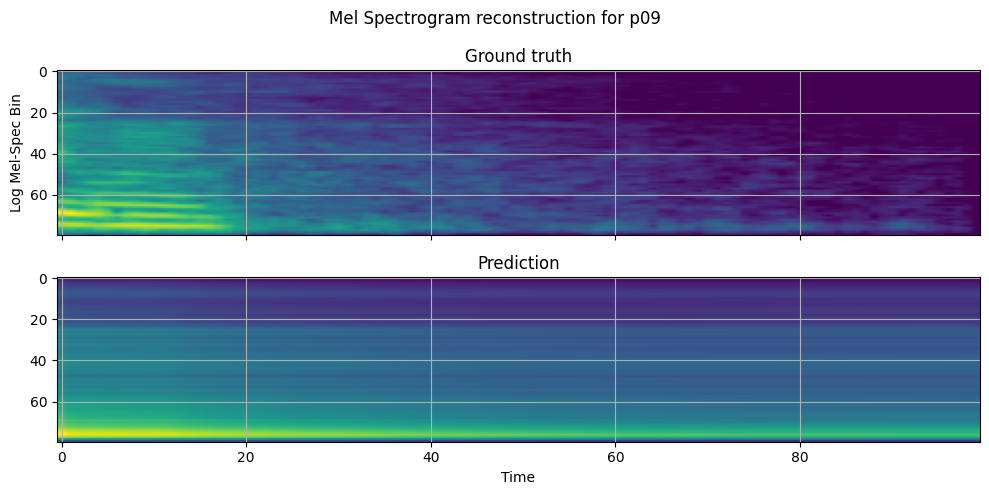 Mel Spectrogram reconstruction for p09
Ground truth
0
20
40
60
Log Mel-Spec Bin
Prediction
0
20
40
60
0 20 40 60 80
Time